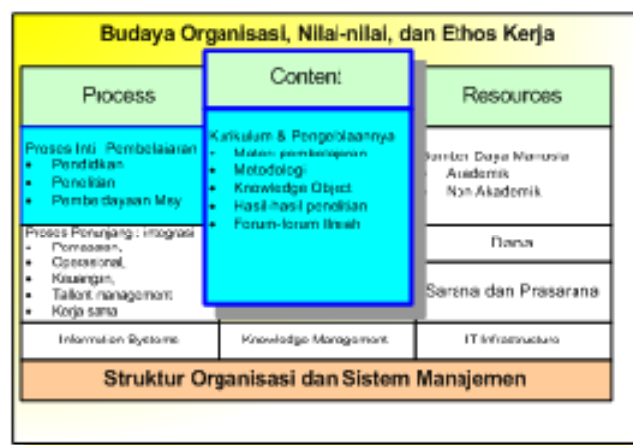 Budaya Organisasi, Nilai-nilai, dan Ethos Kerja
Process
Content
Resources
Proses Inti Pembelajaran
• Pendidikan
• Penelitian
• Pemberdayaan Msy
Proses Penunjang : integrasi
• Pemasaran,
• Operasional,
• Keuangan,
• Tallent management
• Kerja sama
Kurikulum & Pengelolaannya
• Materi pembelajaran
• Metodologi
• Knowledge Object
• Hasil-hasil penelitian
• Forum-forum Ilmiah
Sumber Daya Manusia
Academik
Non Akademik
Dana
Sarana dan Prasarana
Information Systems
Knowledge Management
IT Infrastructure
Struktur Organisasi dan Sistem Manajemen